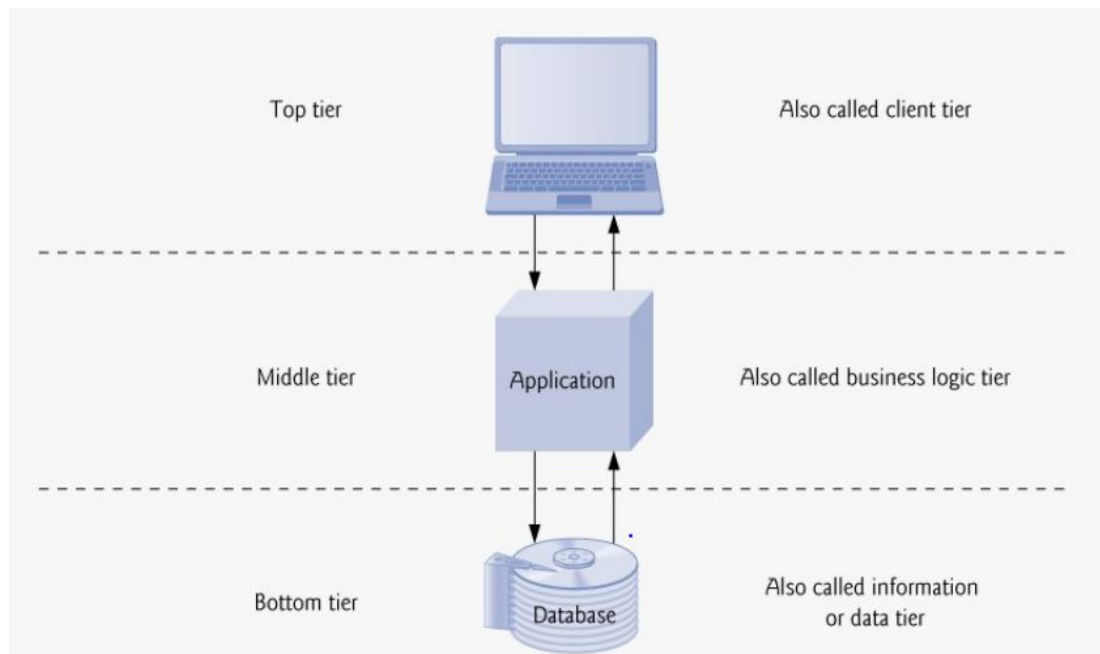 Top tier
Also called client tier
Middle tier
Application
Also called business logic tier
Bottom tier
Database
Also called information
or data tier